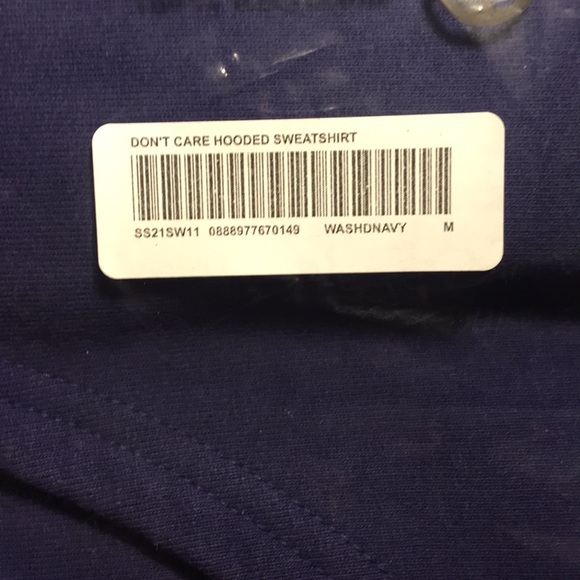 DON'T CARE HOODED SWEATSHIRT
SS21SW11 0888977670149 WASHDNAVY M